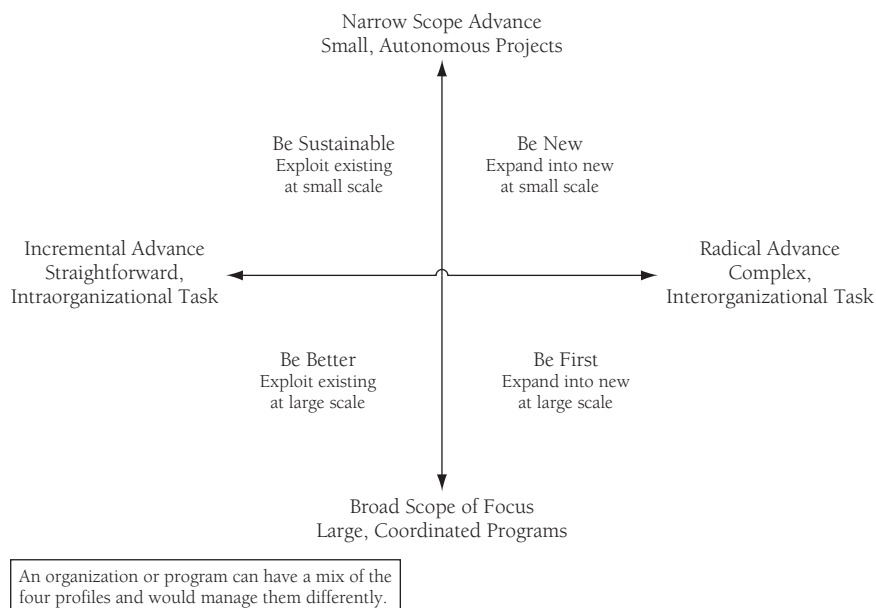 Narrow Scope Advance
Small, Autonomous Projects
Be Sustainable
Exploit existing
at small scale
Be New
Expand into new
at small scale
Incremental Advance
Straightforward,
Intraorganizational Task
Radical Advance
Complex,
Interorganizational Task
Be Better
Exploit existing
at large scale
Be First
Expand into new
at large scale
Broad Scope of Focus
Large, Coordinated Programs
An organization or program can have a mix of the
four profiles and would manage them differently.